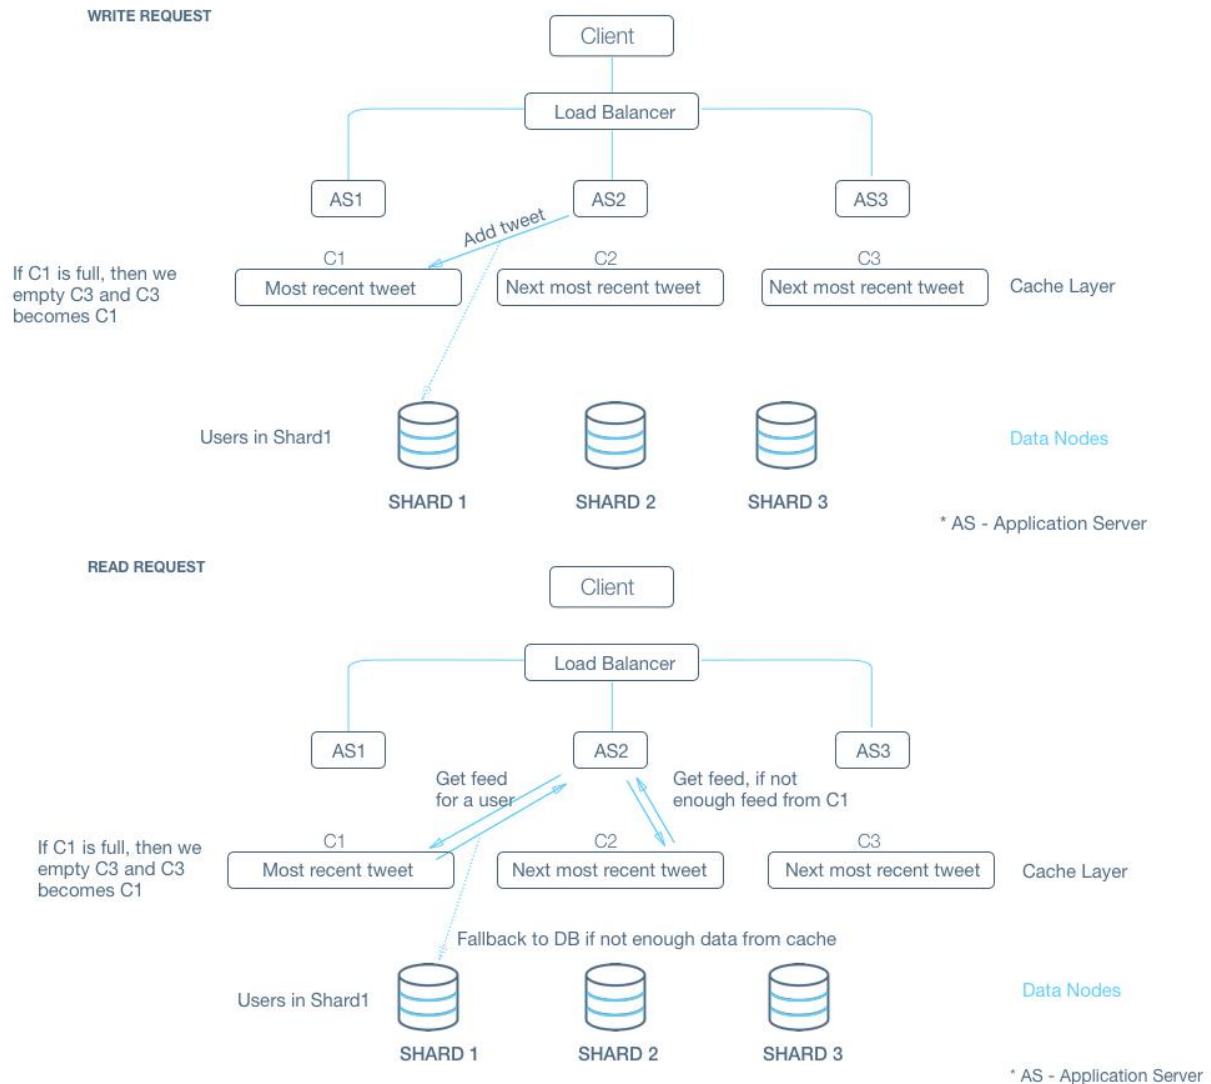 WRITE REQUEST
Client
Load Balancer
AS1
AS2
AS3
Add tweet
C1
C2
C3
If C1 is full, then we
empty C3 and C3
becomes C1
Most recent tweet
Next most recent tweet
Next most recent tweet
Cache Layer
Users in Shard1
Data Nodes
SHARD 1
SHARD 2
SHARD 3
* AS - Application Server
READ REQUEST
Client
Load Balancer
AS1
AS2
AS3
Get feed
for a user
Get feed, if not
enough feed from C1
C1
C2
C3
If C1 is full, then we
empty C3 and C3
becomes C1
Most recent tweet
Next most recent tweet
Next most recent tweet
Cache Layer
Fallback to DB if not enough data from cache
Users in Shard1
Data Nodes
SHARD 1
SHARD 2
SHARD 3
* AS - Application Server